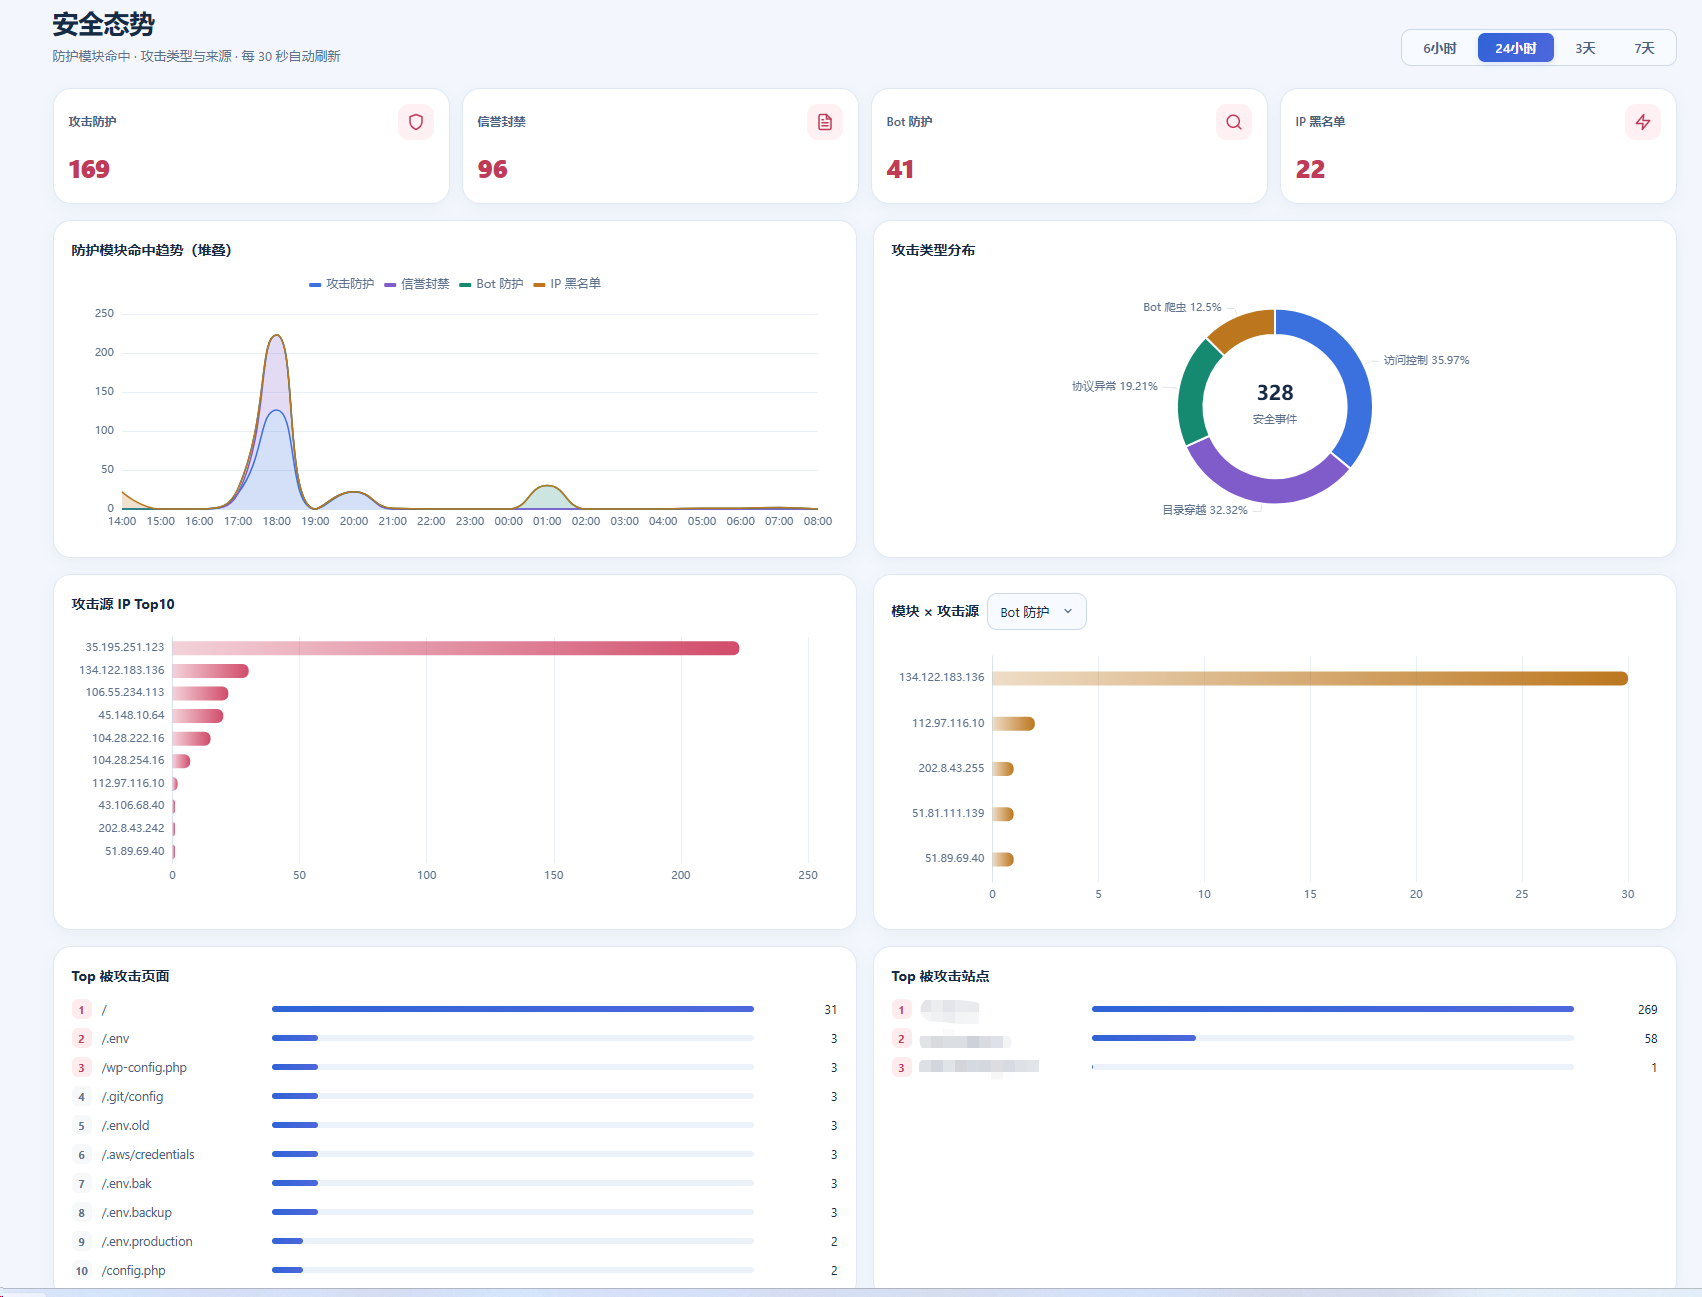 安全态势
防护模块命中 · 攻击类型与来源 · 每 30 秒自动刷新
6小时 24小时 3天 7天
攻击防护
169
信誉封禁
96
Bot 防护
41
IP 黑名单
22
防护模块命中趋势（堆叠）
攻击防护 信誉封禁 Bot 防护 IP 黑名单
250
200
150
100
50
0
14:00 15:00 16:00 17:00 18:00 19:00 20:00 21:00 22:00 23:00 00:00 01:00 02:00 03:00 04:00 05:00 06:00 07:00 08:00
攻击类型分布
Bot 爬虫 12.5%
访问控制 35.97%
协议异常 19.21%
328
安全事件
目录穿越 32.32%
攻击源 IP Top10
35.195.251.123
134.122.183.136
106.55.234.113
45.148.10.64
104.28.222.16
104.28.254.16
112.97.116.10
43.106.68.40
202.8.43.242
51.89.69.40
0 50 100 150 200 250
模块 × 攻击源 Bot 防护
134.122.183.136
112.97.116.10
202.8.43.255
51.81.111.139
51.89.69.40
0 5 10 15 20 25 30
Top 被攻击页面
1 / 31
2 /.env 3
3 /wp-config.php 3
4 /.git/config 3
5 /.env.old 3
6 /.aws/credentials 3
7 /.env.bak 3
8 /.env.backup 3
9 /.env.production 2
10 /config.php 2
Top 被攻击站点
1 269
2 58
3 1